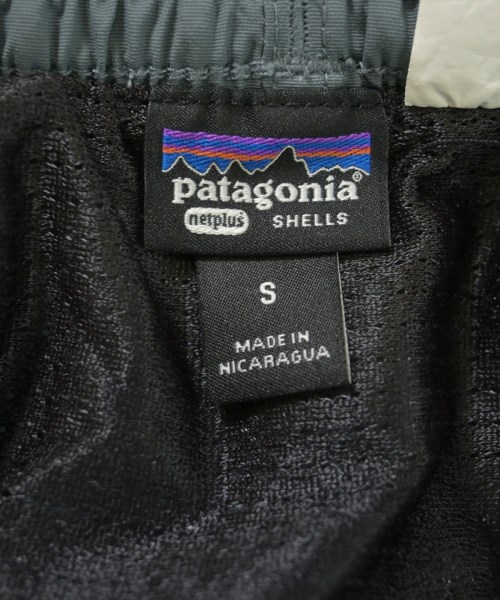 patagonia®
netplus®
SHELLS
S
MADE IN
NICARAGUA